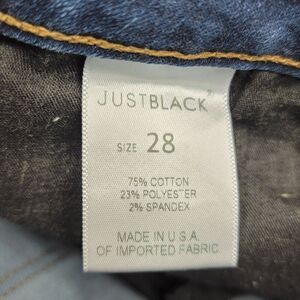 JUSTBLACK®
SIZE 28
75% COTTON
23% POLYESTER
2% SPANDEX
MADE IN U.S.A.
OF IMPORTED FABRIC